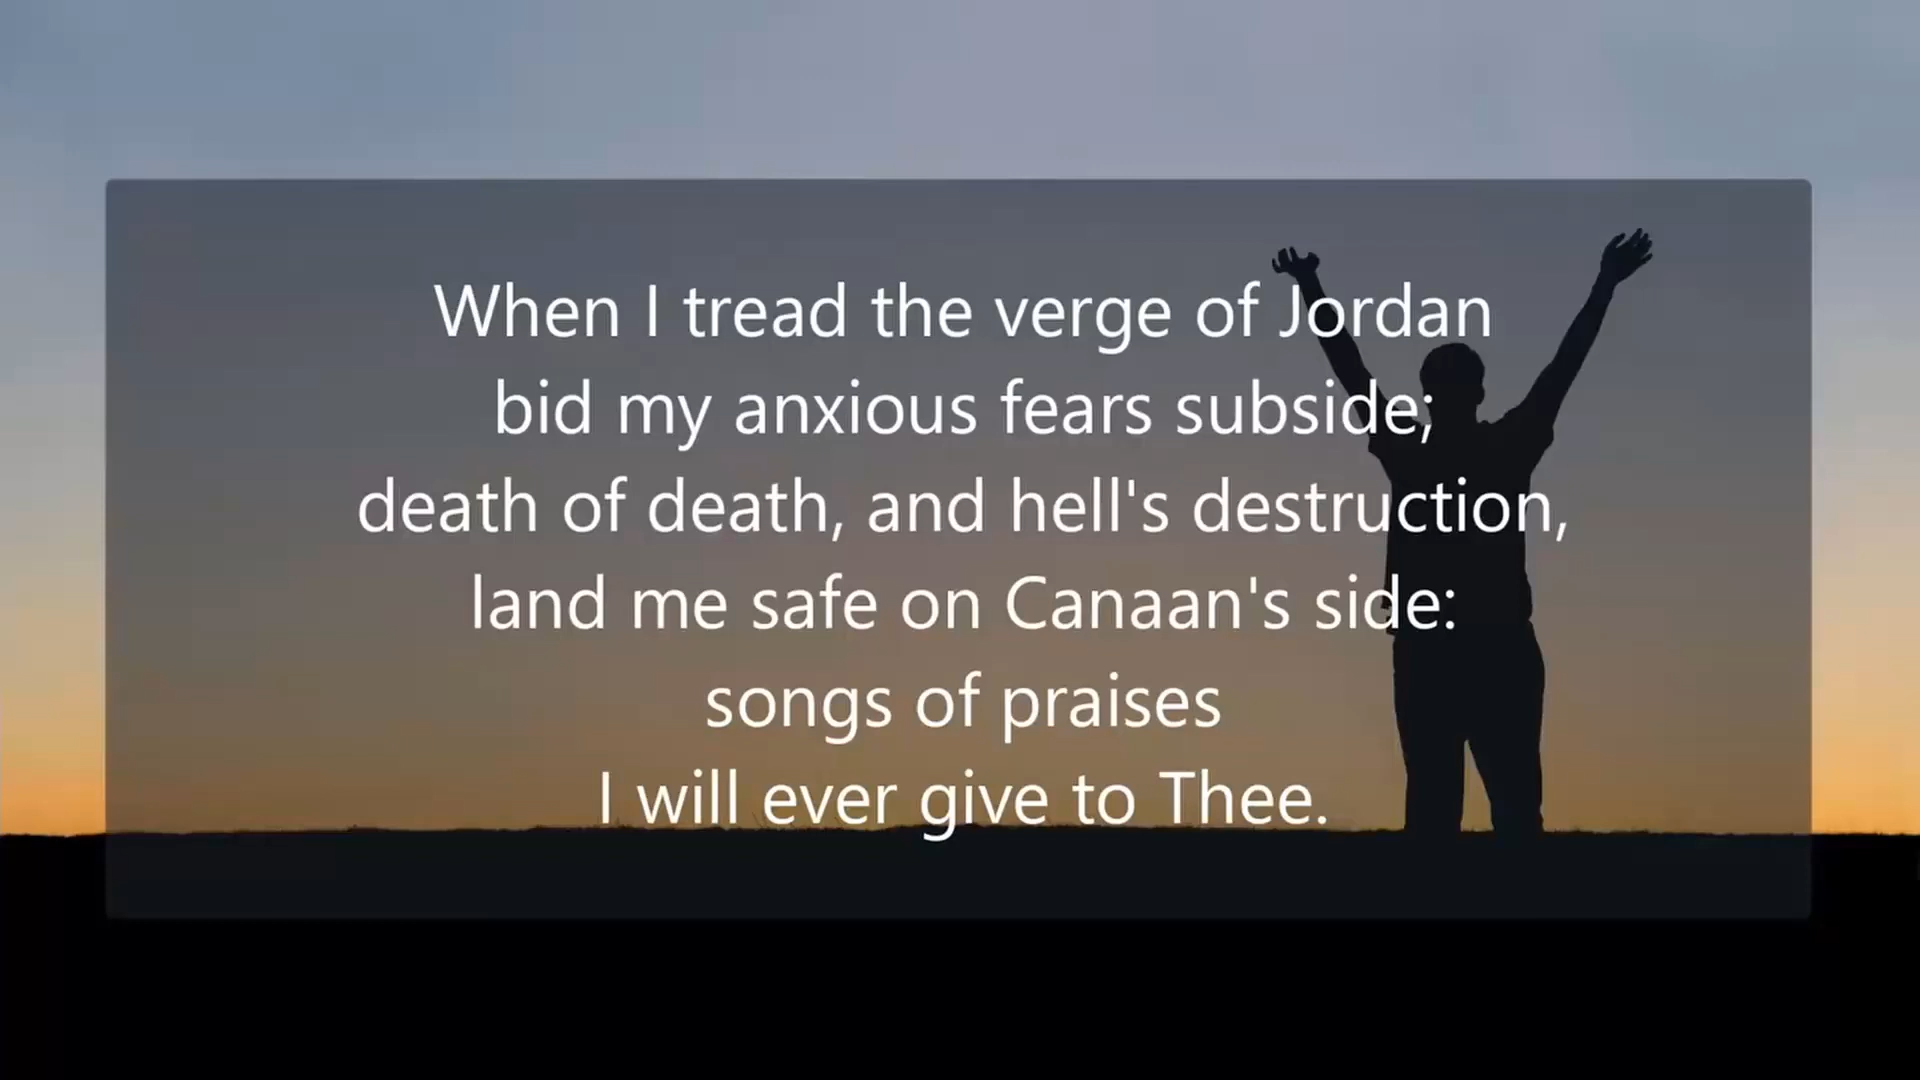 When I tread the verge of Jordan
bid my anxious fears subside;
death of death, and hell's destruction,
land me safe on Canaan's side:
songs of praises
I will ever give to Thee.